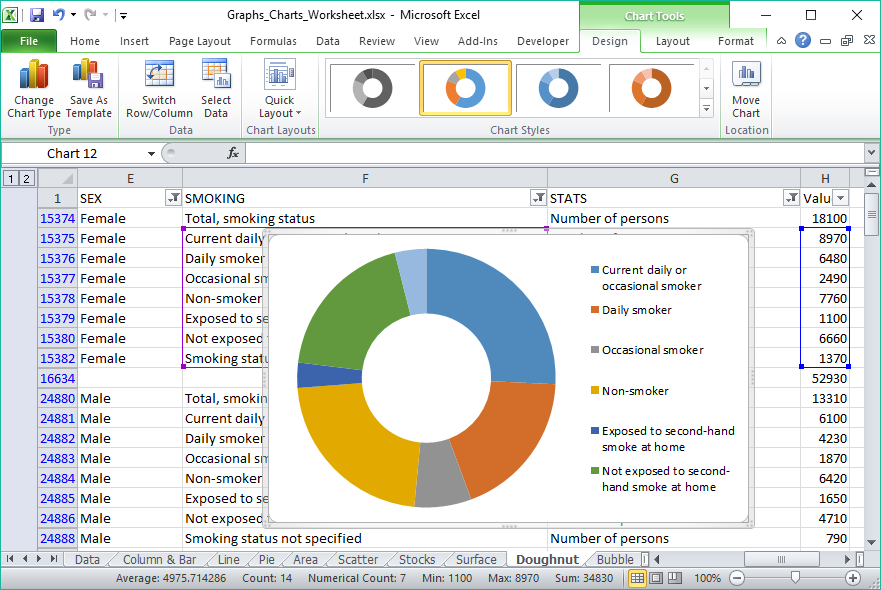 Graphs_Charts_Worksheet.xlsx - Microsoft Excel
Chart Tools
File Home Insert Page Layout Formulas Data Review View Add-Ins Developer Design Layout Format
Change Chart Type
Save As Template
Switch Row/Column
Select Data
Quick Layout
Move Chart
Type Data Chart Layouts Chart Styles Location
Chart 12 fx
1 2 E F G H
1 SEX SMOKING STATS Valu
15374 Female Total, smoking status Number of persons 18100
15375 Female Current daily 8970
15376 Female Daily smoker 6480
15377 Female Occasional sm 2490
15378 Female Non-smoker 7760
15379 Female Exposed to se 1100
15380 Female Not exposed 6660
15382 Female Smoking statu 1370
16634 52930
24880 Male Total, smokin 13310
24881 Male Current daily 6100
24882 Male Daily smoker 4230
24883 Male Occasional sm 1870
24884 Male Non-smoker 6420
24885 Male Exposed to se 1650
24886 Male Not exposed 4710
24888 Male Smoking status not specified Number of persons 790
Current daily or
occasional smoker
Daily smoker
Occasional smoker
Non-smoker
Exposed to second-hand
smoke at home
Not exposed to second-
hand smoke at home
Data Column & Bar Line Pie Area Scatter Stocks Surface Doughnut Bubble
Average: 4975.714286 Count: 14 Numerical Count: 7 Min: 1100 Max: 8970 Sum: 34830 100%